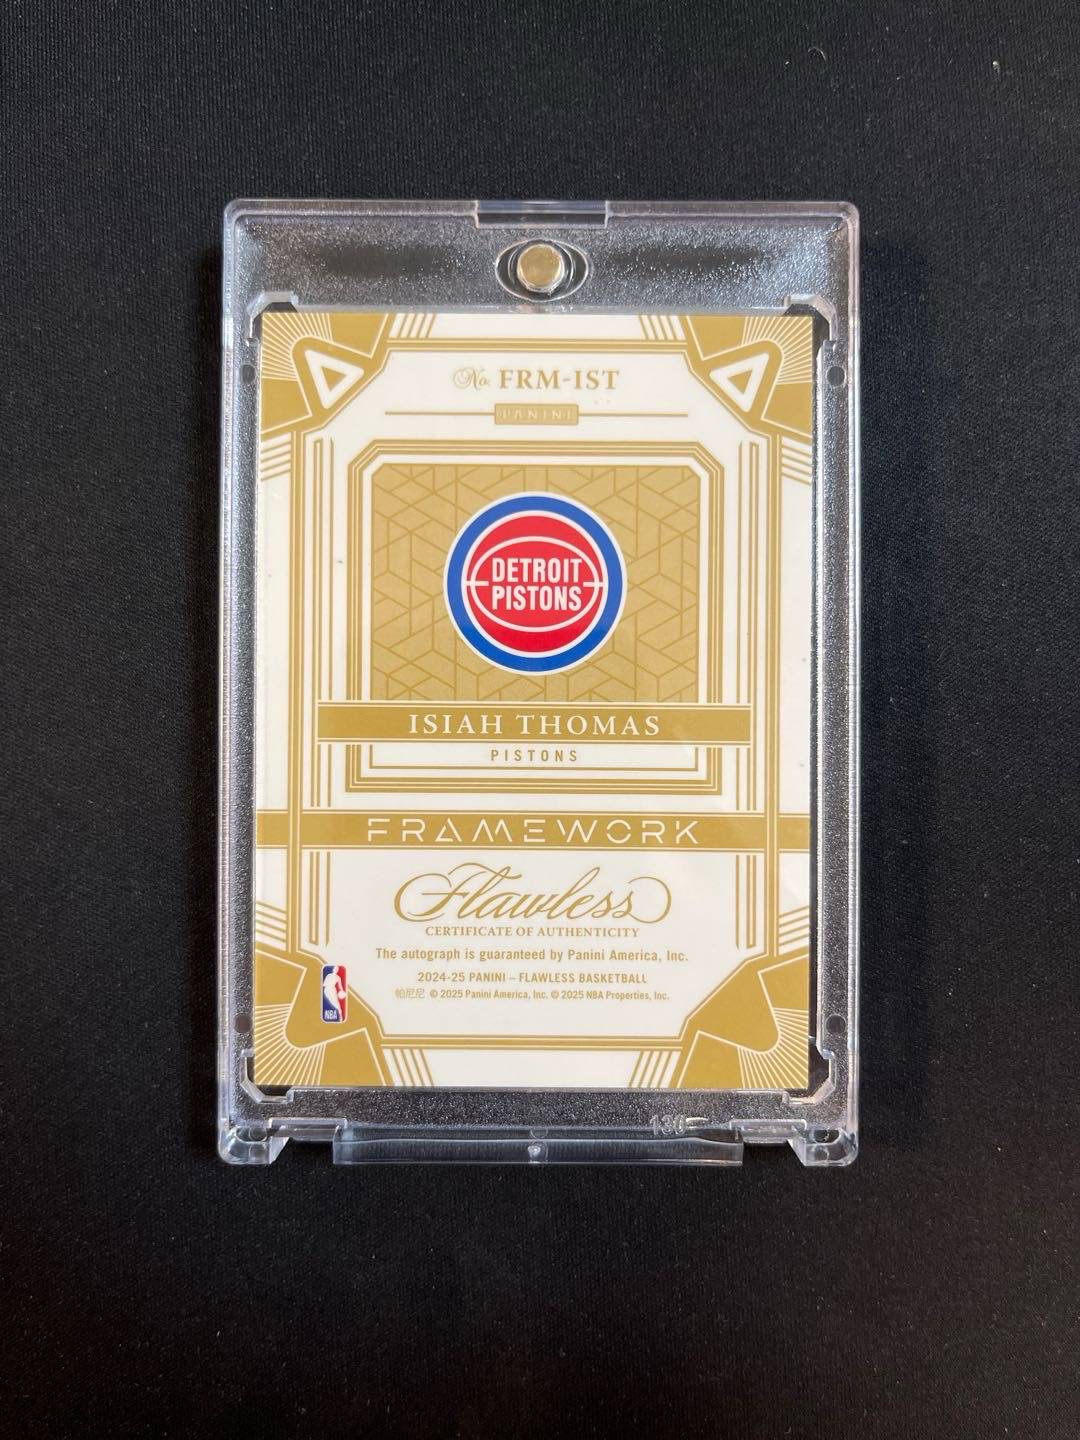 No. FRM-IST
PANINI
DETROIT
PISTONS
ISIAH THOMAS
PISTONS
FRAMEWORK
Flawless
CERTIFICATE OF AUTHENTICITY
The autograph is guaranteed by Panini America, Inc.
2024-25 PANINI – FLAWLESS BASKETBALL
帕尼尼 © 2025 Panini America, Inc. © 2025 NBA Properties, Inc.
NBA